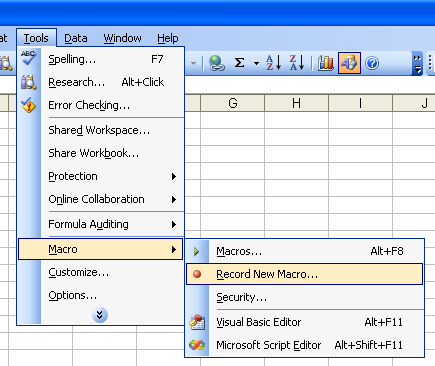 at Tools Data Window Help
Spelling... F7
Research... Alt+Click
Error Checking...
Shared Workspace...
Share Workbook...
Protection
Online Collaboration
Formula Auditing
Macro
Customize...
Options...
G H I J
Macros... Alt+F8
Record New Macro...
Security...
Visual Basic Editor Alt+F11
Microsoft Script Editor Alt+Shift+F11